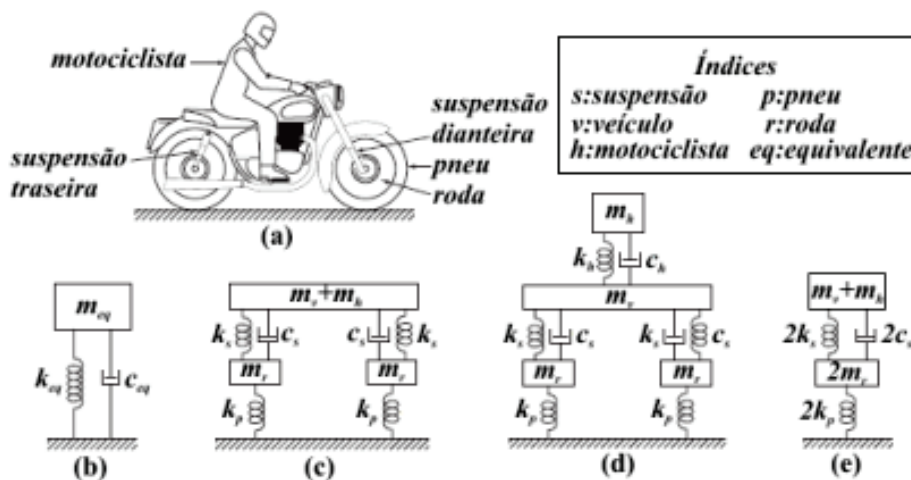 motociclista
suspensão
traseira
suspensão
dianteira
pneu
roda
(a)
Índices
s:suspensão p:pneu
v:veículo r:roda
h:motociclista eq:equivalente
m_eq
k_eq c_eq
(b)
m_v+m_h
k_s c_s c_s k_s
m_r m_r
k_p k_p
(c)
m_h
k_h c_h
m_v
k_s c_s k_s c_s
m_r m_r
k_p k_p
(d)
m_v+m_h
2k_s 2c_s
2m_r
2k_p
(e)